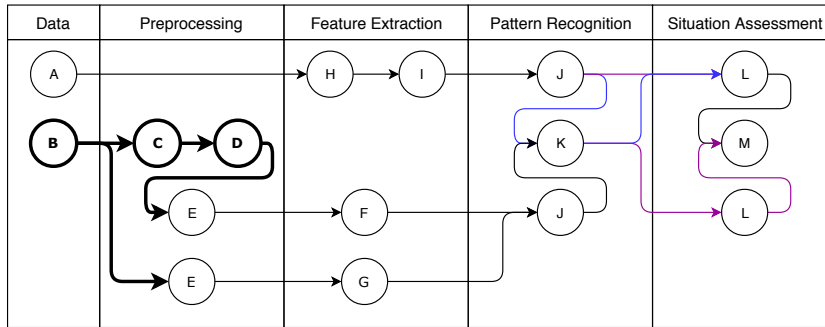 Data Preprocessing Feature Extraction Pattern Recognition Situation Assessment
A H I J L
B C D K M
E F J L
E G